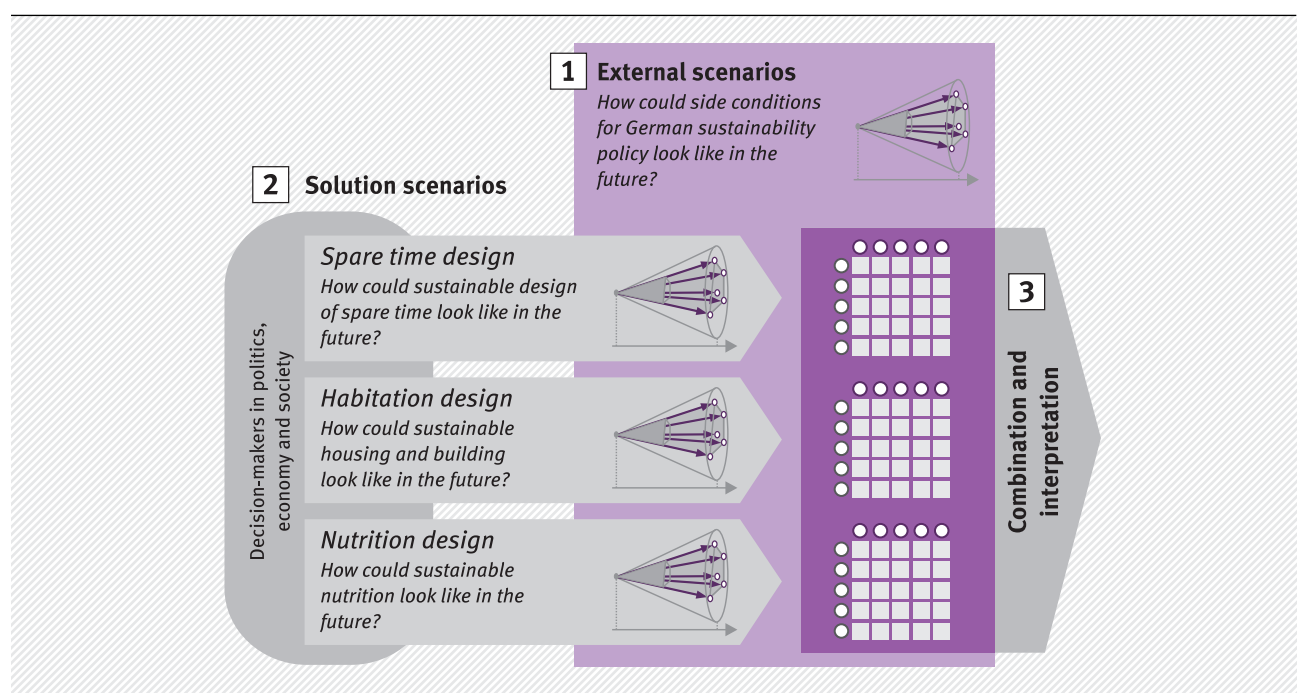 1
External scenarios
How could side conditions
for German sustainability
policy look like in the
future?
2
Solution scenarios
Decision-makers in politics,
economy and society
Spare time design
How could sustainable design
of spare time look like in the
future?
Habitation design
How could sustainable
housing and building
look like in the future?
Nutrition design
How could sustainable
nutrition look like in the
future?
3
Combination and
interpretation